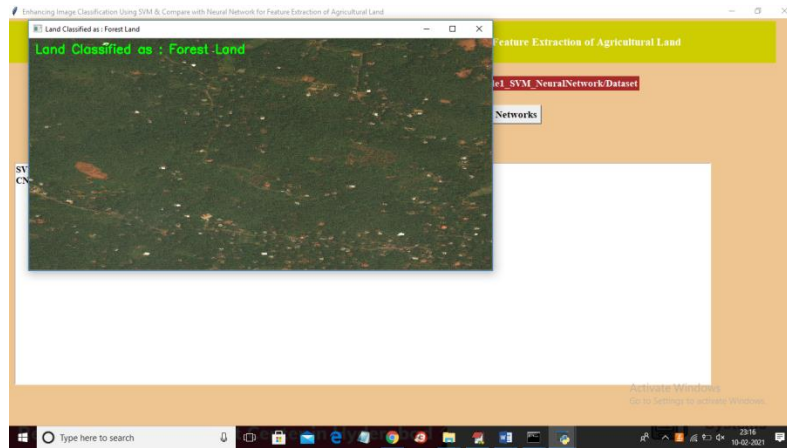 Enhancing Image Classification Using SVM & Compare with Neural Network for Feature Extraction of Agricultural Land
Land Classified as : Forest Land
Land Classified as : Forest Land
Feature Extraction of Agricultural Land
le1_SVM_NeuralNetwork/Dataset
Networks
SV
CN
Activate Windows
Go to Settings to activate Windows.
Type here to search
23:16
10-02-2021